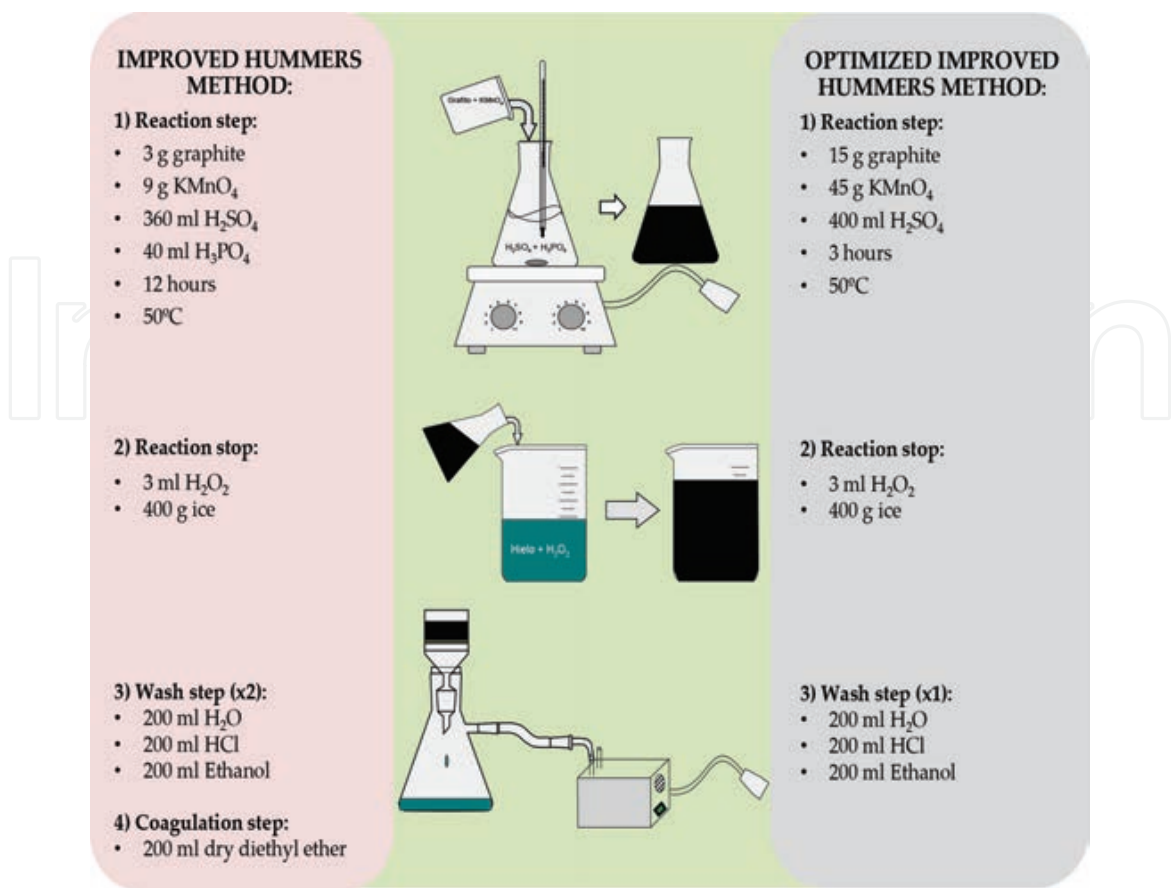 IMPROVED HUMMERS
METHOD:
1) Reaction step:
• 3 g graphite
• 9 g KMnO₄
• 360 ml H₂SO₄
• 40 ml H₃PO₄
• 12 hours
• 50ºC
2) Reaction stop:
• 3 ml H₂O₂
• 400 g ice
3) Wash step (x2):
• 200 ml H₂O
• 200 ml HCl
• 200 ml Ethanol
4) Coagulation step:
• 200 ml dry diethyl ether
Grafito + KMnO₄
H₂SO₄ + H₃PO₄
Hielo + H₂O₂
OPTIMIZED IMPROVED
HUMMERS METHOD:
1) Reaction step:
• 15 g graphite
• 45 g KMnO₄
• 400 ml H₂SO₄
• 3 hours
• 50ºC
2) Reaction stop:
• 3 ml H₂O₂
• 400 g ice
3) Wash step (x1):
• 200 ml H₂O
• 200 ml HCl
• 200 ml Ethanol